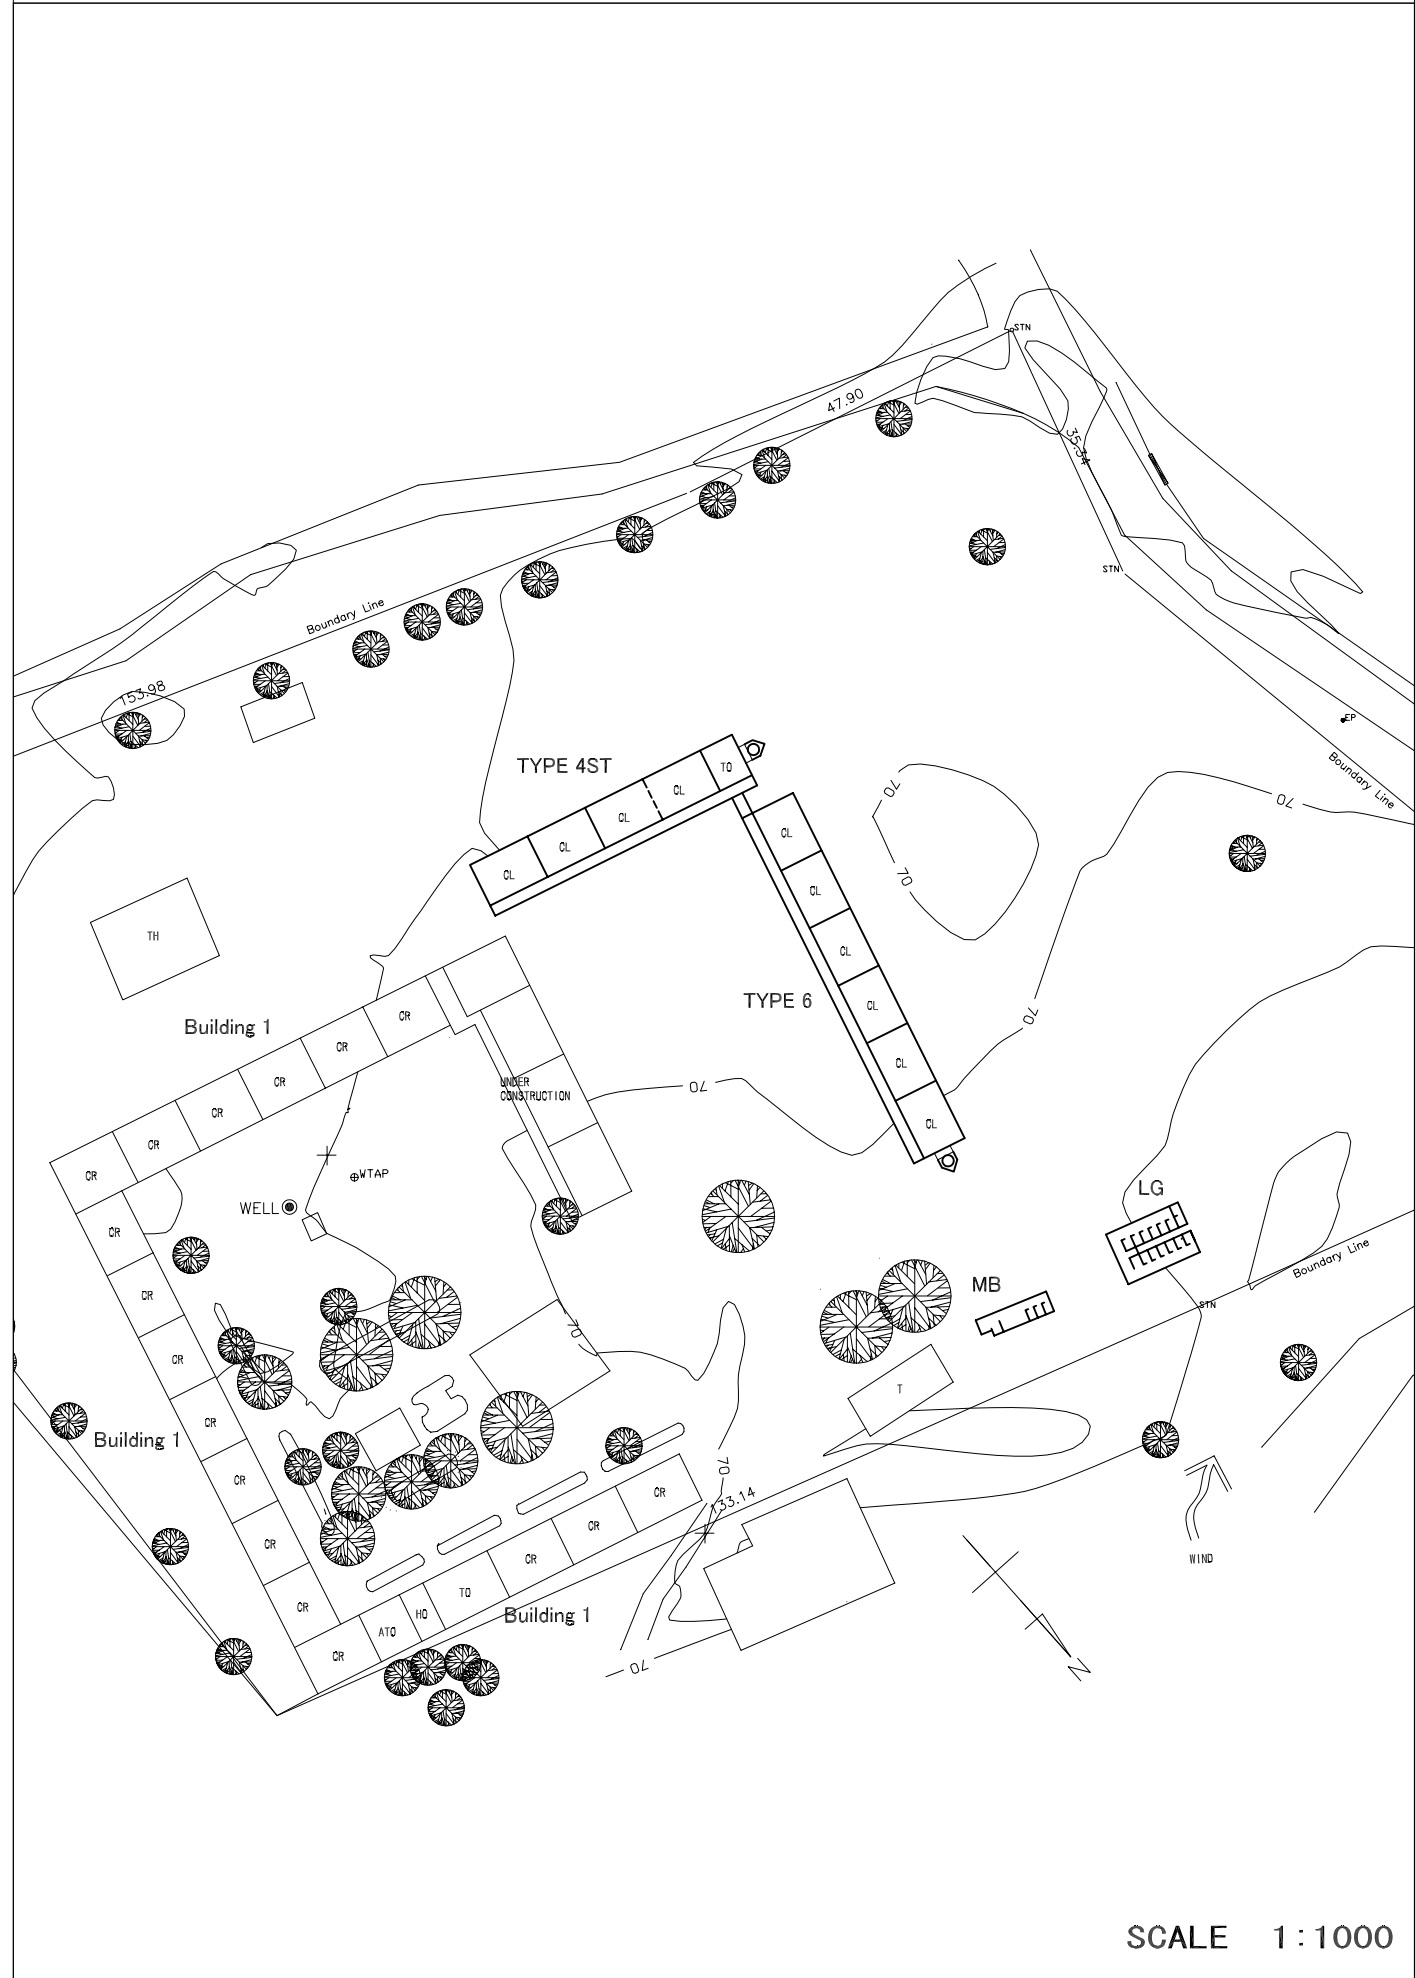 STN
47.90
35.34
STN
Boundary Line
153.98
EP
Boundary Line
TYPE 4ST
TO
CL
CL
CL
CL
70
70
70
CL
CL
CL
CL
CL
CL
TYPE 6
TH
Building 1
CR
CR
CR
CR
CR
CR
UNDER
CONSTRUCTION
70
70
WTAP
WELL
LG
Boundary Line
STN
MB
T
CR
CR
CR
CR
CR
CR
CR
CR
Building 1
70
70
133.14
CR
CR
CR
TO
HO
ATO
Building 1
70
WIND
N
SCALE 1:1000